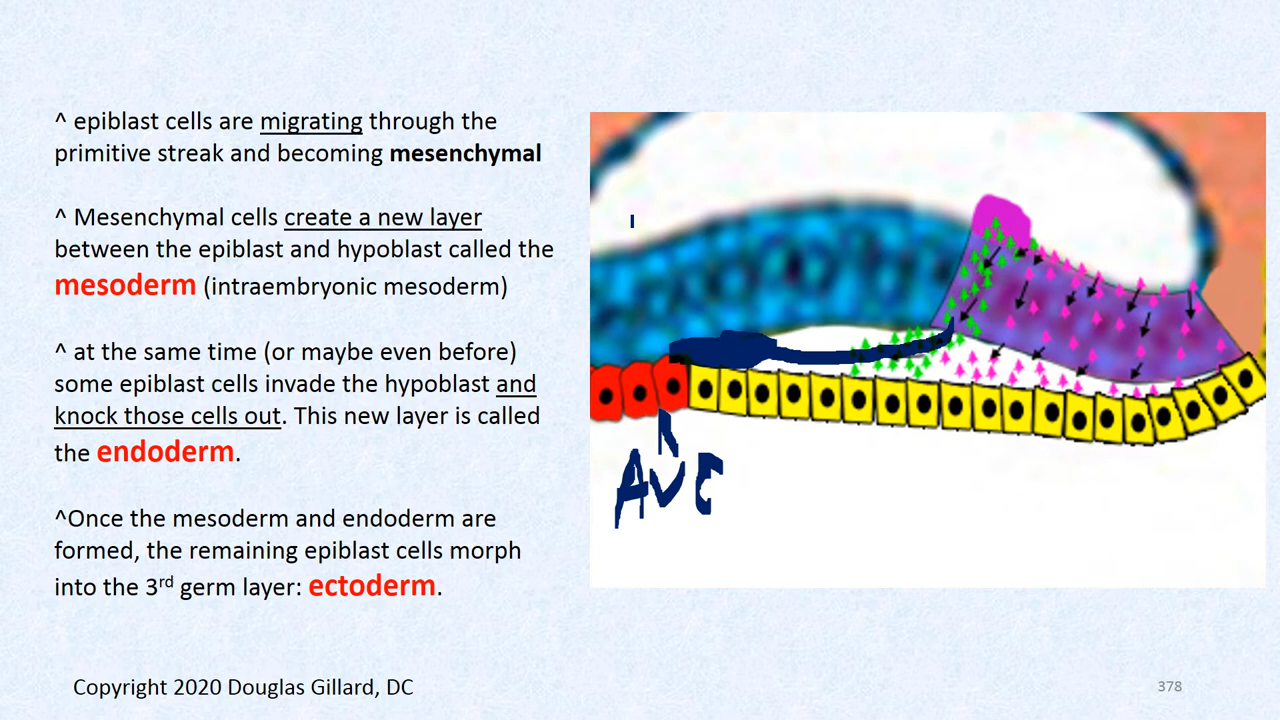 ^ epiblast cells are migrating through the
primitive streak and becoming mesenchymal
^ Mesenchymal cells create a new layer
between the epiblast and hypoblast called the
mesoderm (intraembryonic mesoderm)
^ at the same time (or maybe even before)
some epiblast cells invade the hypoblast and
knock those cells out. This new layer is called
the endoderm.
^Once the mesoderm and endoderm are
formed, the remaining epiblast cells morph
into the 3rd germ layer: ectoderm.
AVE
Copyright 2020 Douglas Gillard, DC
378